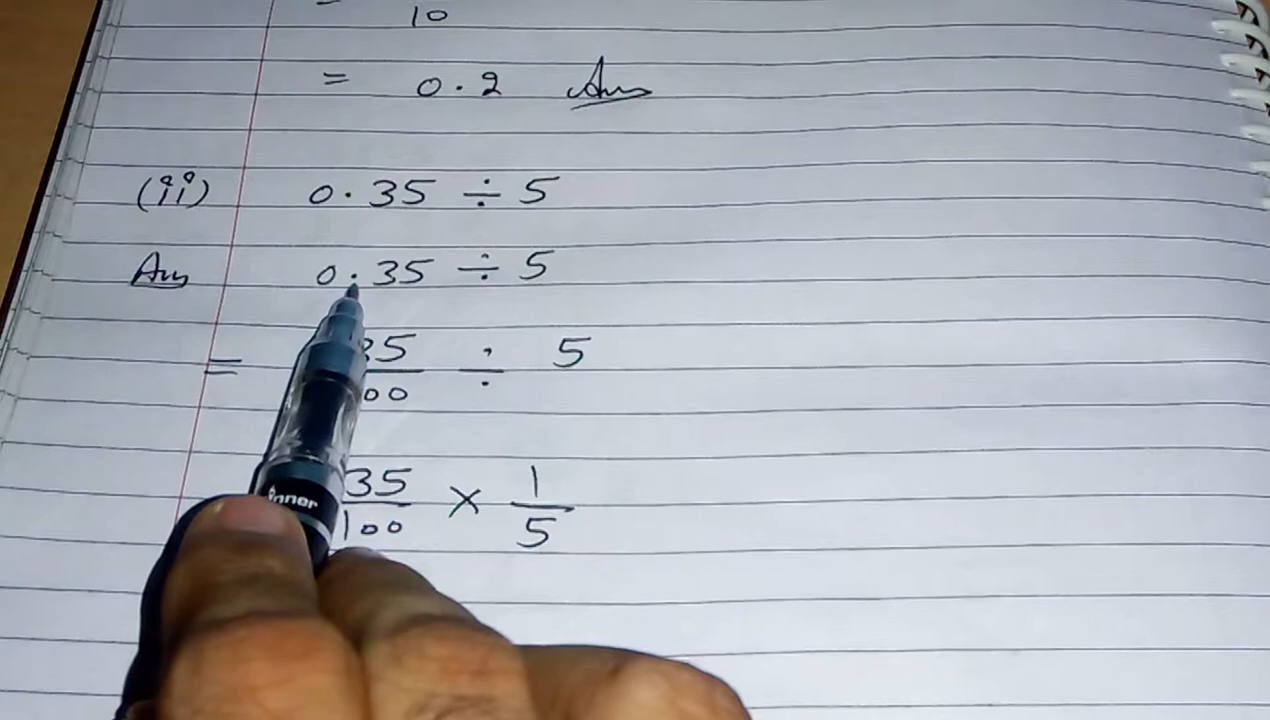 10
= 0.2 Ans
(ii) 0.35 ÷ 5
Ans 0.35 ÷ 5
= 35 ÷ 5
00
35 × 1
100 5
inner